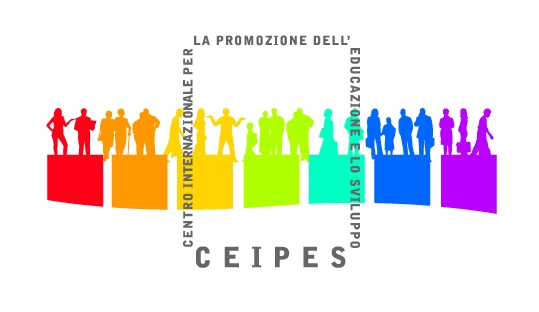 CENTRO INTERNAZIONALE PER
LA PROMOZIONE DELL'
EDUCAZIONE E LO SVILUPPO
CEIPES